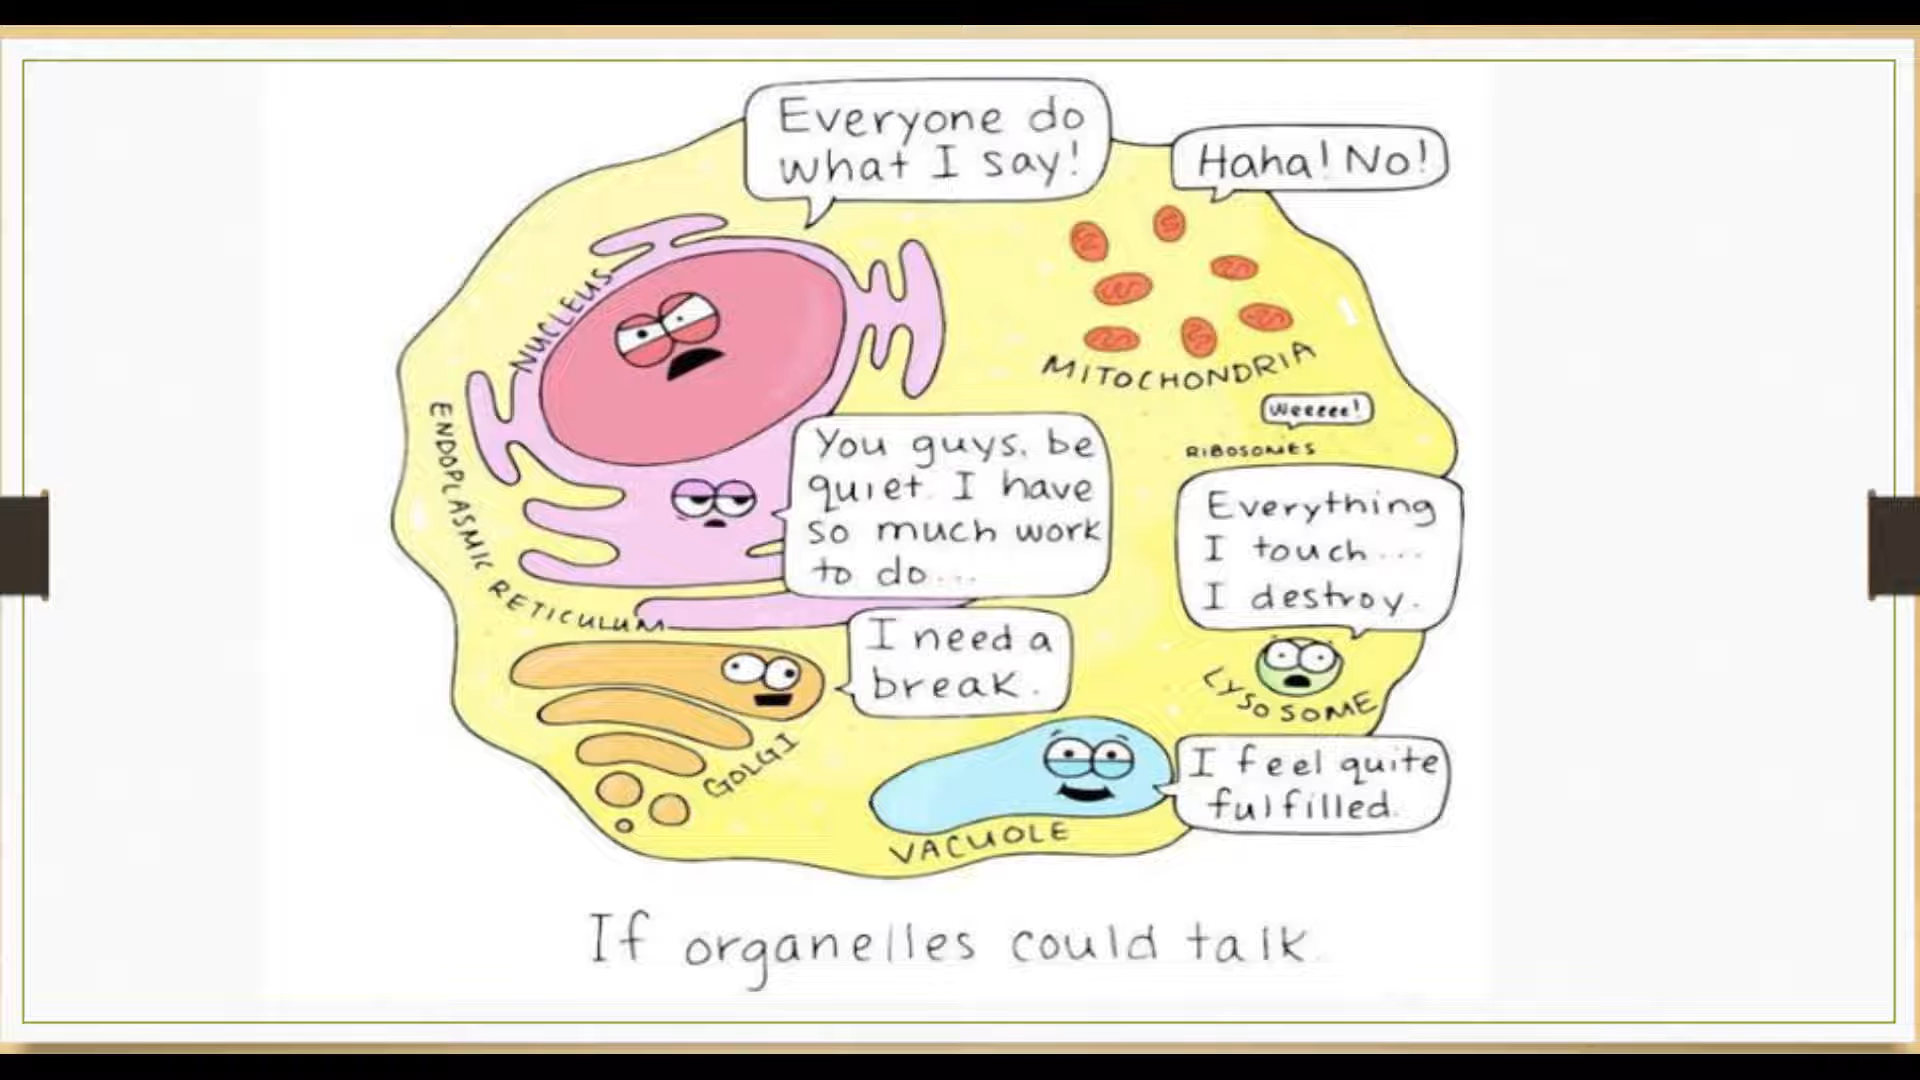 Everyone do
what I say!
Haha! No!
NUCLEUS
MITOCHONDRIA
Weeeee!
RIBOSOMES
ENDOPLASMIC RETICULUM
You guys, be
quiet. I have
so much work
to do...
Everything
I touch...
I destroy.
LYSOSOME
I need a
break.
GOLGI
I feel quite
fulfilled.
VACUOLE
If organelles could talk.